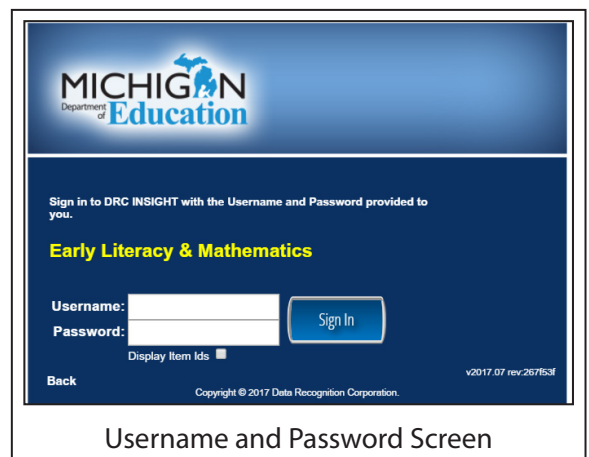 MICHIGAN
Department of Education
Sign in to DRC INSIGHT with the Username and Password provided to
you.
Early Literacy & Mathematics
Username:
Sign In
Password:
Display Item Ids
Back
v2017.07 rev:267f53f
Copyright © 2017 Data Recognition Corporation.
Username and Password Screen